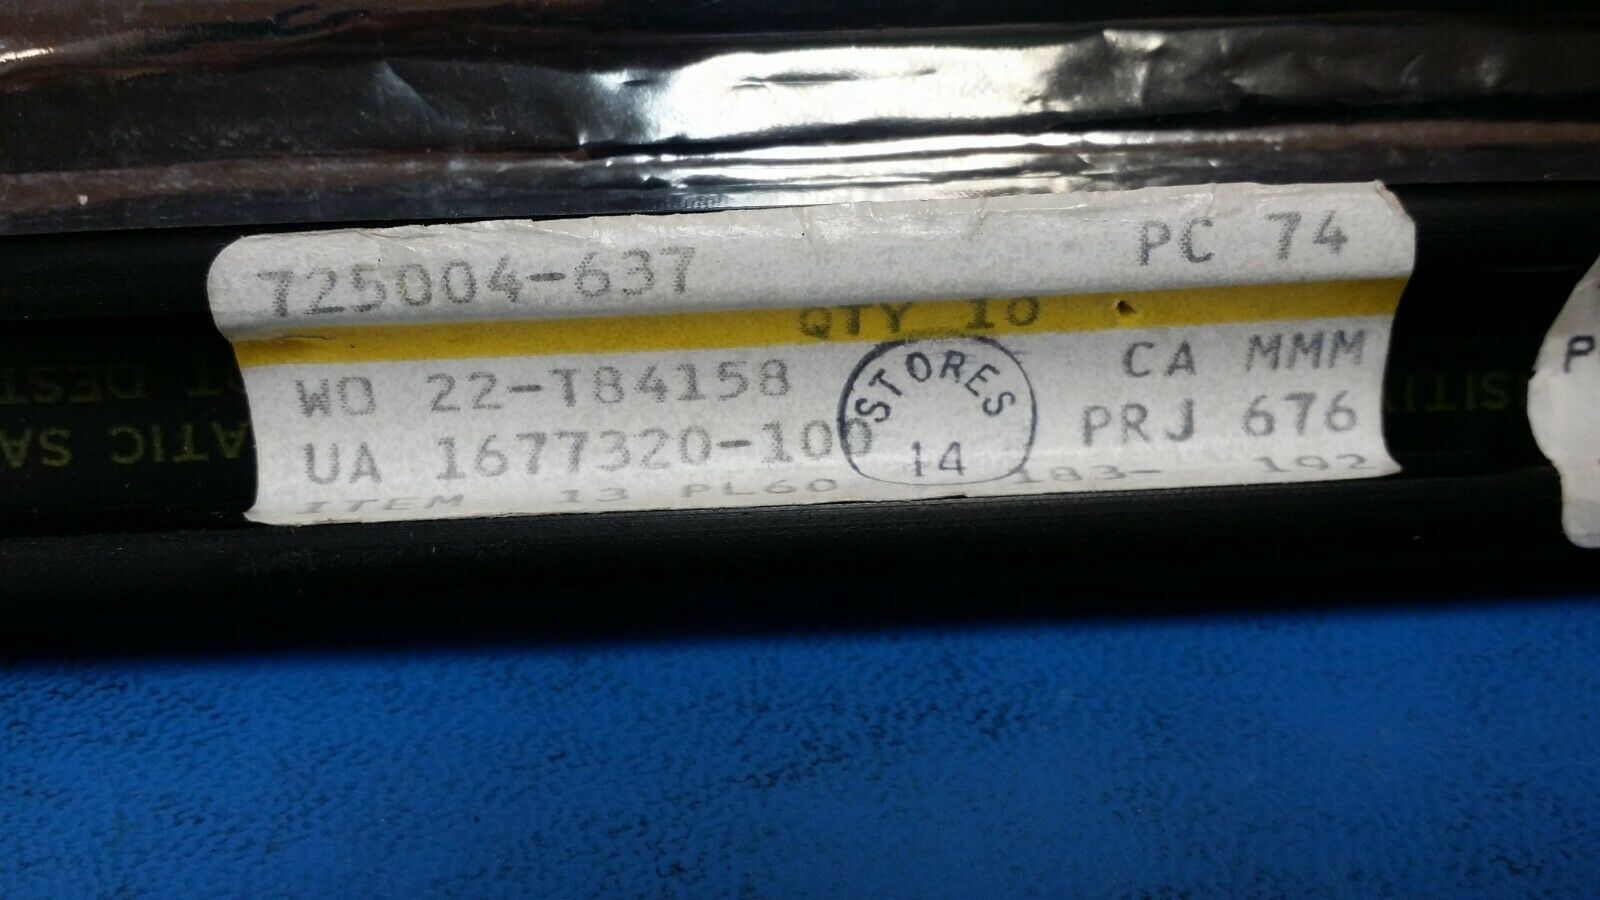 725004-637 PC 74
QTY 10
WO 22-T84158 CA MMM
UA 1677320-100 PRJ 676
ITEM 13 PL60 183- 192
STORES
14
P